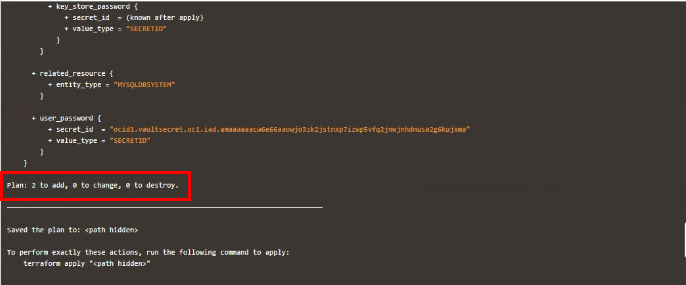 + key_store_password {
+ secret_id = (known after apply)
+ value_type = "SECRETID"
}
}
+ related_resource {
+ entity_type = "MYSQLDBSYSTEM"
}
+ user_password {
+ secret_id = "ocid1.vaultsecret.oc1.iad.amaaaaaacw6e66aaowjo3zk2jstmxp7izwp5vfq2jnmjnhdmusa2g6kujxma"
+ value_type = "SECRETID"
}
}
Plan: 2 to add, 0 to change, 0 to destroy.
Saved the plan to: <path hidden>
To perform exactly these actions, run the following command to apply:
terraform apply "<path hidden>"